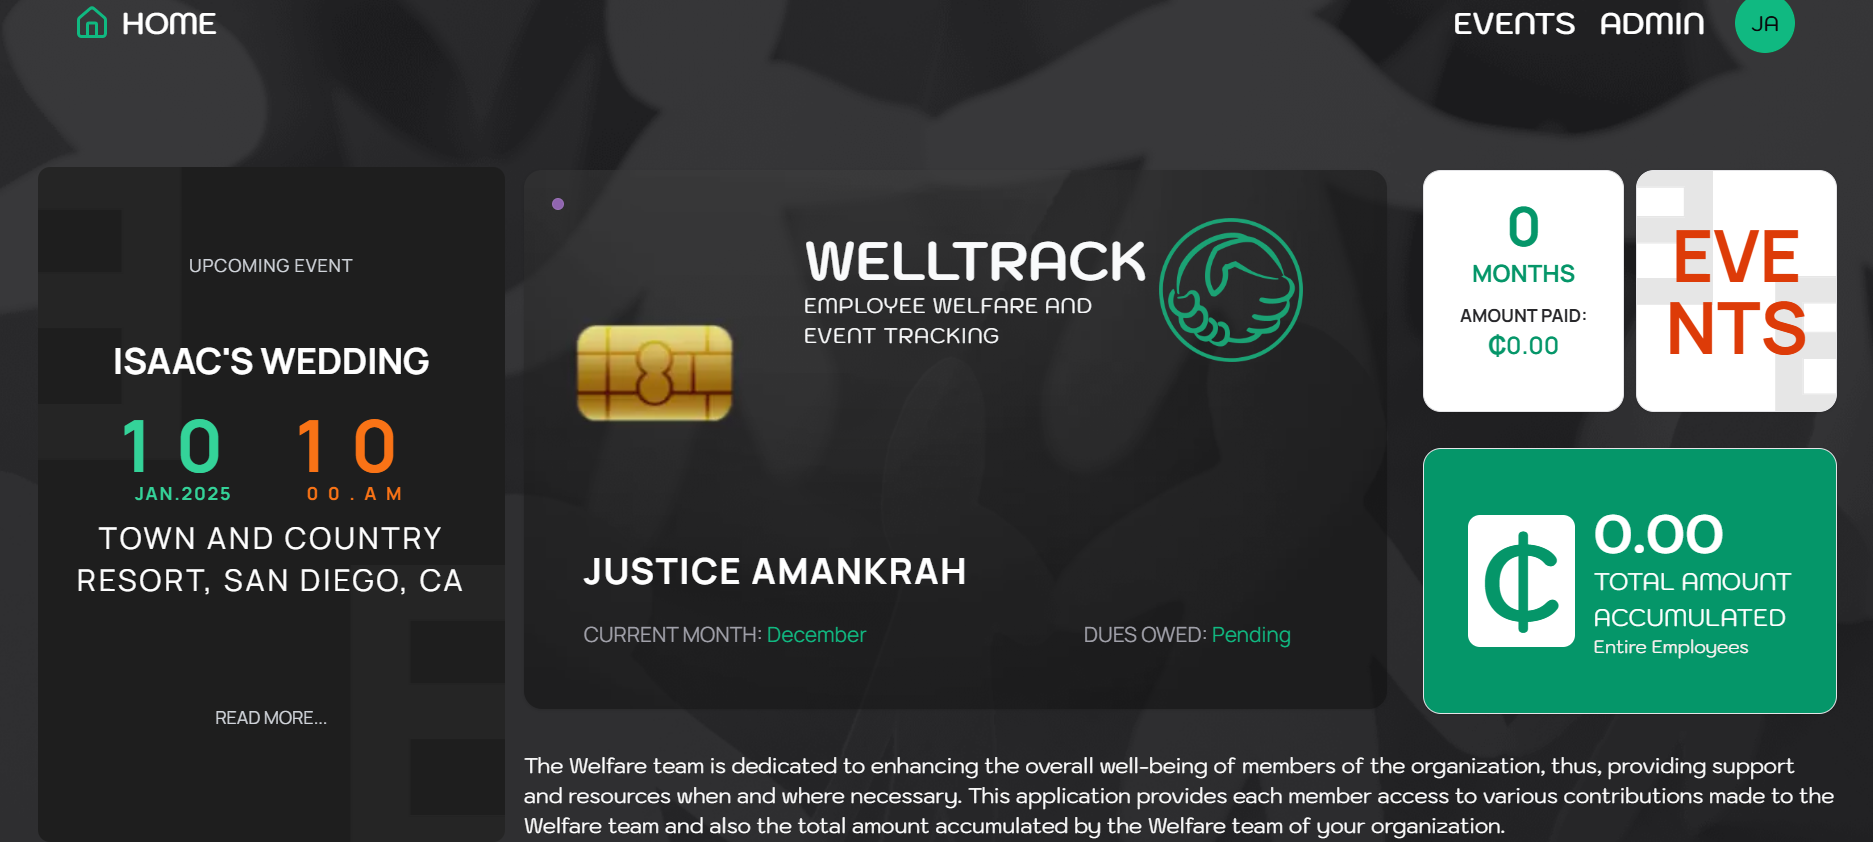 HOME
EVENTS ADMIN JA
UPCOMING EVENT
ISAAC'S WEDDING
10 10
JAN.2025 00.AM
TOWN AND COUNTRY
RESORT, SAN DIEGO, CA
READ MORE...
WELLTRACK
EMPLOYEE WELFARE AND
EVENT TRACKING
JUSTICE AMANKRAH
CURRENT MONTH: December
DUES OWED: Pending
0
MONTHS
AMOUNT PAID:
₵0.00
EVE
NTS
₵
0.00
TOTAL AMOUNT
ACCUMULATED
Entire Employees
The Welfare team is dedicated to enhancing the overall well-being of members of the organization, thus, providing support
and resources when and where necessary. This application provides each member access to various contributions made to the
Welfare team and also the total amount accumulated by the Welfare team of your organization.